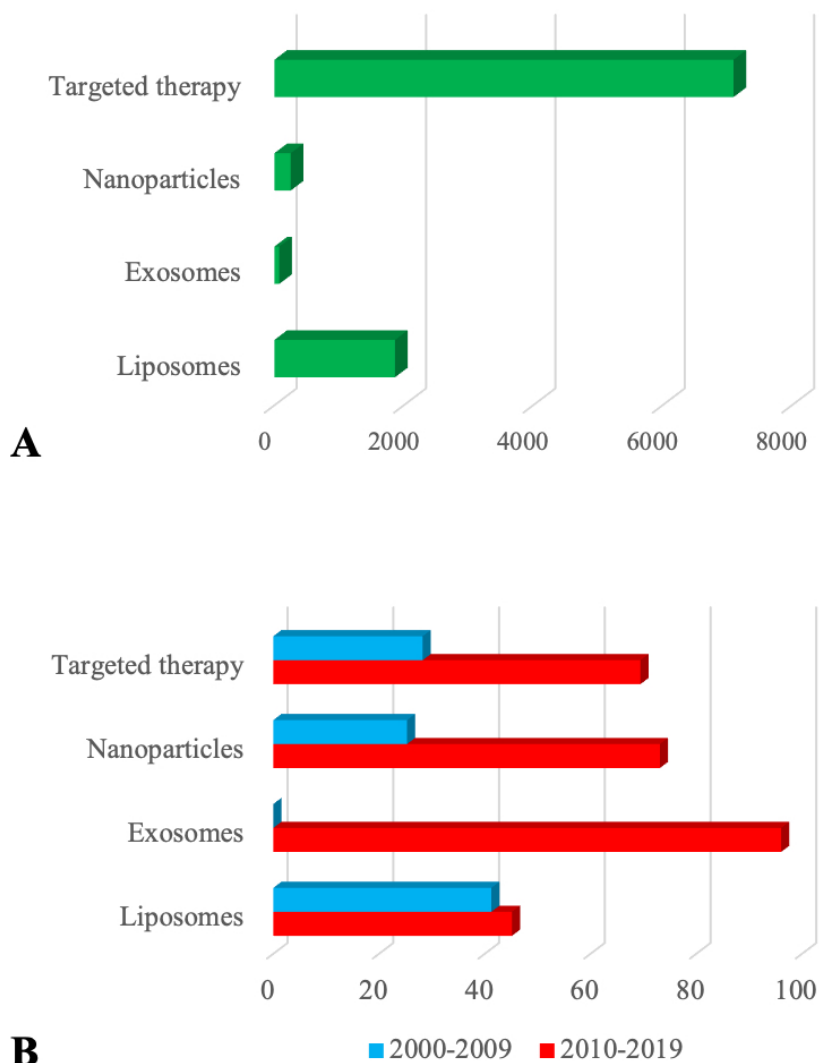 Targeted therapy
Nanoparticles
Exosomes
Liposomes
A
0 2000 4000 6000 8000
Targeted therapy
Nanoparticles
Exosomes
Liposomes
0 20 40 60 80 100
B
2000-2009 2010-2019